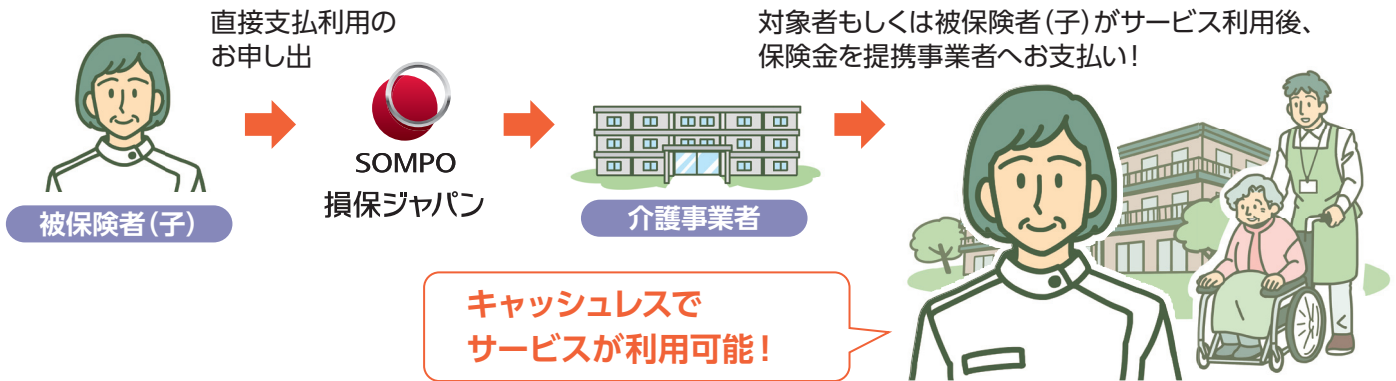 直接支払利用の
お申し出
対象者もしくは被保険者(子)がサービス利用後、
保険金を提携事業者へお支払い!
SOMPO
損保ジャパン
被保険者(子)
介護事業者
キャッシュレスで
サービスが利用可能!